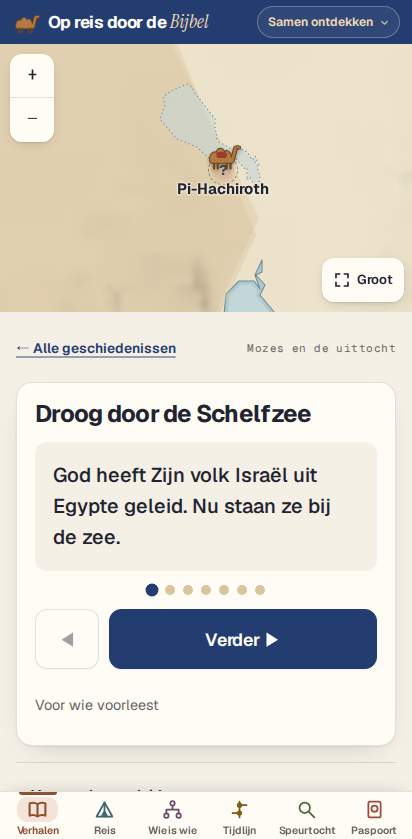 Op reis door de Bijbel
Samen ontdekken
+
−
?
Pi-Hachiroth
Groot
← Alle geschiedenissen
Mozes en de uittocht
Droog door de Schelfzee
God heeft Zijn volk Israël uit
Egypte geleid. Nu staan ze bij
de zee.
Verder
Voor wie voorleest
Verhalen
Reis
Wie is wie
Tijdlijn
Speurtocht
Paspoort